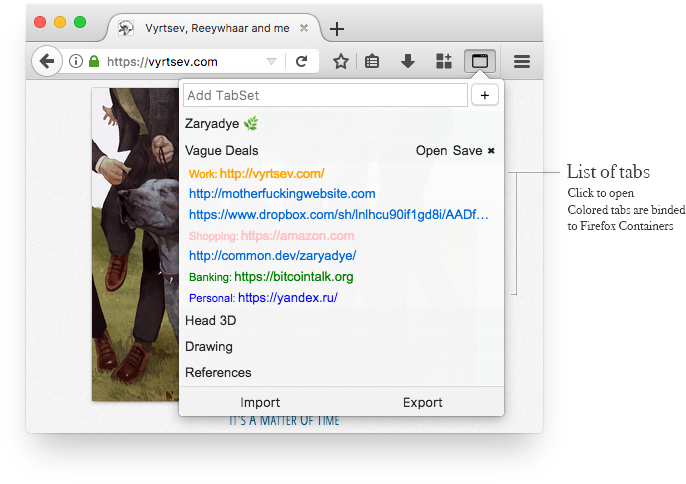 Vyrtsev, Reeywhaar and me
https://vyrtsev.com
Add TabSet
+
Zaryadye 🌿
Vague Deals Open Save ✖
Work: http://vyrtsev.com/
http://motherfuckingwebsite.com
https://www.dropbox.com/sh/lnlhcu90if1gd8i/AADf…
Shopping: https://amazon.com
http://common.dev/zaryadye/
Banking: https://bitcointalk.org
Personal: https://yandex.ru/
Head 3D
Drawing
References
Import Export
It's a Matter of Time
List of tabs
Click to open
Colored tabs are binded
to Firefox Containers